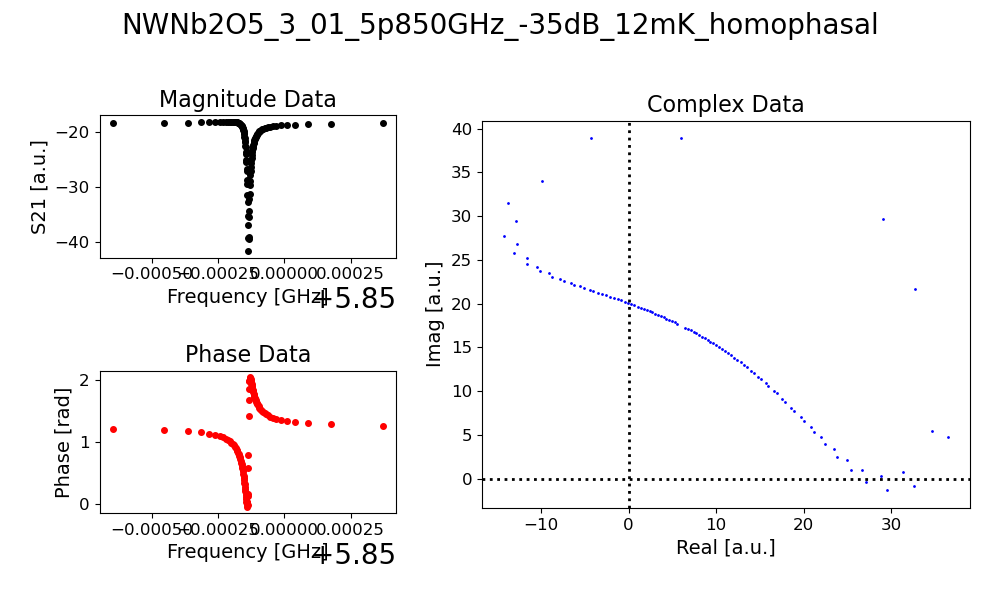 NWNb2O5_3_01_5p850GHz_-35dB_12mK_homophasal
Magnitude Data
S21 [a.u.]
−20
−30
−40
−0.00050 −0.00025 0.00000 0.00025
Frequency [GHz]
+5.85
Phase Data
Phase [rad]
2
1
0
−0.00050 −0.00025 0.00000 0.00025
Frequency [GHz]
+5.85
Complex Data
Imag [a.u.]
40
35
30
25
20
15
10
5
0
−10 0 10 20 30
Real [a.u.]